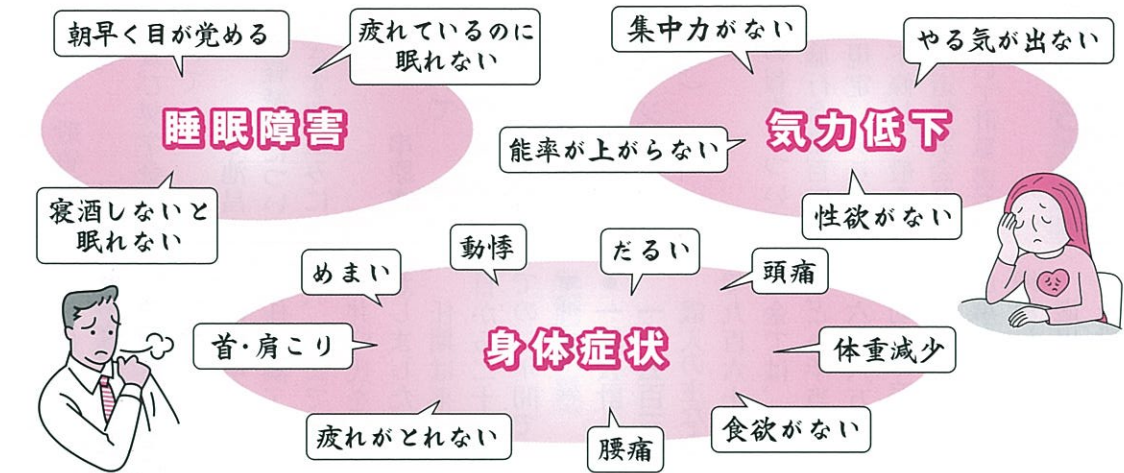 朝早く目が覚める
疲れているのに
眠れない
睡眠障害
寝酒しないと
眠れない
集中力がない
やる気が出ない
能率が上がらない
気力低下
性欲がない
めまい
動悸
だるい
頭痛
首・肩こり
身体症状
体重減少
疲れがとれない
腰痛
食欲がない